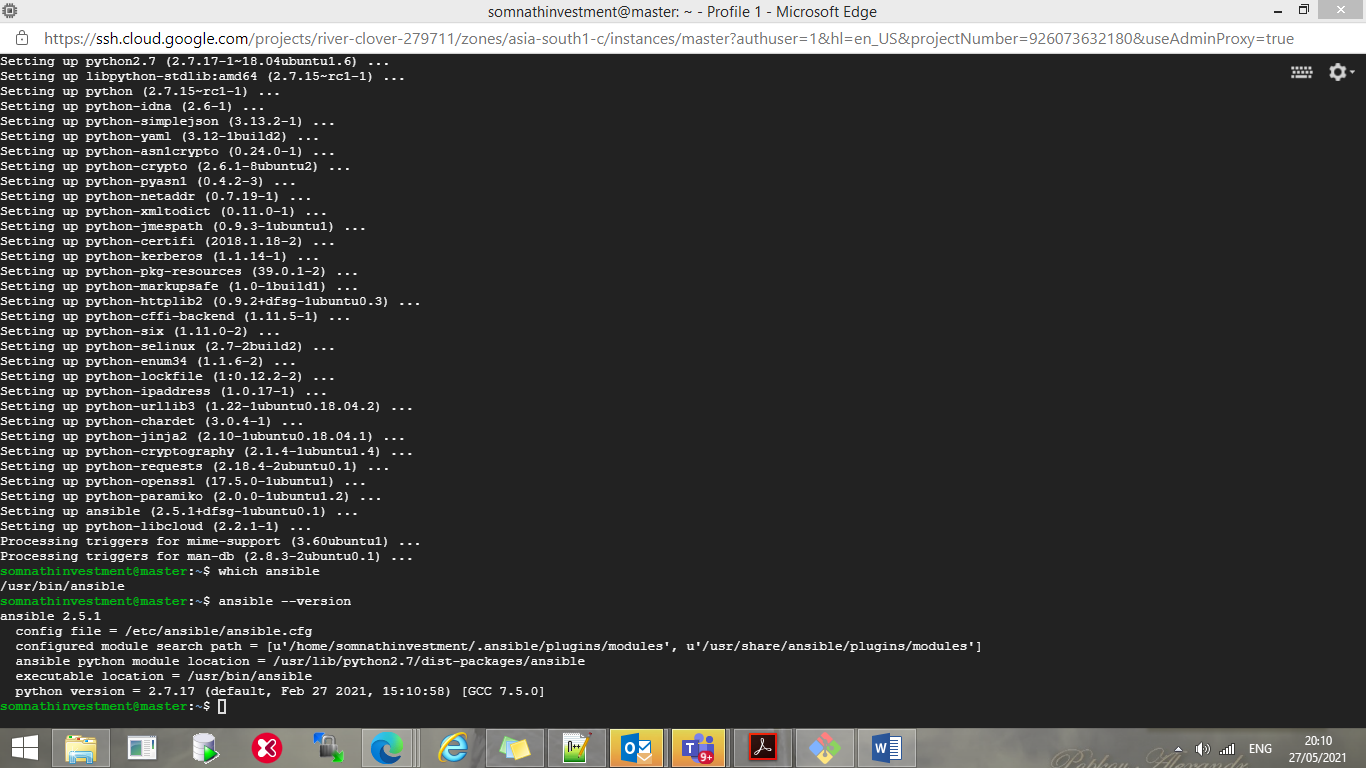 somnathinvestment@master: ~ - Profile 1 - Microsoft Edge
https://ssh.cloud.google.com/projects/river-clover-279711/zones/asia-south1-c/instances/master?authuser=1&hl=en_US&projectNumber=926073632180&useAdminProxy=true
Setting up python2.7 (2.7.17-1~18.04ubuntu1.6) ...
Setting up libpython-stdlib:amd64 (2.7.15~rc1-1) ...
Setting up python (2.7.15~rc1-1) ...
Setting up python-idna (2.6-1) ...
Setting up python-simplejson (3.13.2-1) ...
Setting up python-yaml (3.12-1build2) ...
Setting up python-asn1crypto (0.24.0-1) ...
Setting up python-crypto (2.6.1-8ubuntu2) ...
Setting up python-pyasn1 (0.4.2-3) ...
Setting up python-netaddr (0.7.19-1) ...
Setting up python-xmltodict (0.11.0-1) ...
Setting up python-jmespath (0.9.3-1ubuntu1) ...
Setting up python-certifi (2018.1.18-2) ...
Setting up python-kerberos (1.1.14-1) ...
Setting up python-pkg-resources (39.0.1-2) ...
Setting up python-markupsafe (1.0-1build1) ...
Setting up python-httplib2 (0.9.2+dfsg-1ubuntu0.3) ...
Setting up python-cffi-backend (1.11.5-1) ...
Setting up python-six (1.11.0-2) ...
Setting up python-selinux (2.7-2build2) ...
Setting up python-enum34 (1.1.6-2) ...
Setting up python-lockfile (1:0.12.2-2) ...
Setting up python-ipaddress (1.0.17-1) ...
Setting up python-urllib3 (1.22-1ubuntu0.18.04.2) ...
Setting up python-chardet (3.0.4-1) ...
Setting up python-jinja2 (2.10-1ubuntu0.18.04.1) ...
Setting up python-cryptography (2.1.4-1ubuntu1.4) ...
Setting up python-requests (2.18.4-2ubuntu0.1) ...
Setting up python-openssl (17.5.0-1ubuntu1) ...
Setting up python-paramiko (2.0.0-1ubuntu1.2) ...
Setting up ansible (2.5.1+dfsg-1ubuntu0.1) ...
Setting up python-libcloud (2.2.1-1) ...
Processing triggers for mime-support (3.60ubuntu1) ...
Processing triggers for man-db (2.8.3-2ubuntu0.1) ...
somnathinvestment@master:~$ which ansible
/usr/bin/ansible
somnathinvestment@master:~$ ansible --version
ansible 2.5.1
config file = /etc/ansible/ansible.cfg
configured module search path = [u'/home/somnathinvestment/.ansible/plugins/modules', u'/usr/share/ansible/plugins/modules']
ansible python module location = /usr/lib/python2.7/dist-packages/ansible
executable location = /usr/bin/ansible
python version = 2.7.17 (default, Feb 27 2021, 15:10:58) [GCC 7.5.0]
somnathinvestment@master:~$
9+
ENG
20:10
27/05/2021